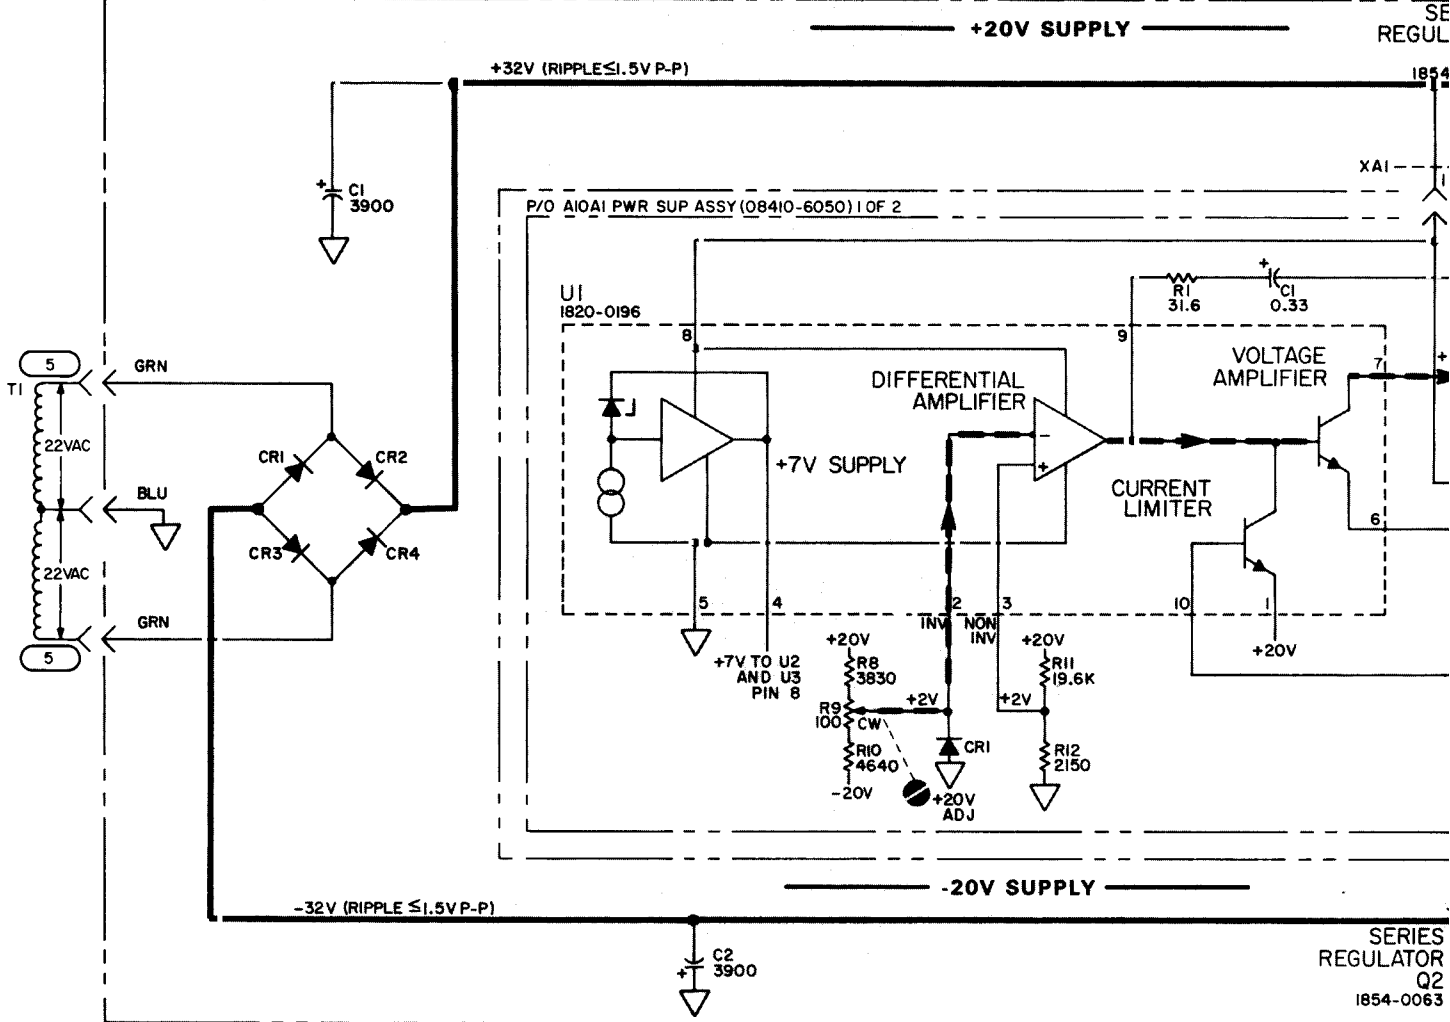 +20V SUPPLY
SE
REGUL
1854
+32V (RIPPLE≤1.5V P-P)
XA1
1
+
C1
3900
P/O A10A1 PWR SUP ASSY (08410-6050) 1 OF 2
U1
1820-0196
R1
31.6
+
C1
0.33
8
9
7
+
5
GRN
T1
VOLTAGE
AMPLIFIER
DIFFERENTIAL
AMPLIFIER
22VAC
CR1
CR2
+7V SUPPLY
-
+
BLU
CURRENT
LIMITER
CR3
CR4
6
22VAC
5
4
2
3
10
1
GRN
INV
NON
INV
5
+7V TO U2
AND U3
PIN 8
+20V
R8
3830
+20V
R11
19.6K
+20V
R9
100
CW
+2V
+2V
R10
4640
CR1
R12
2150
-20V
+20V
ADJ
-20V SUPPLY
-32V (RIPPLE ≤1.5V P-P)
C2
3900
+
SERIES
REGULATOR
Q2
1854-0063